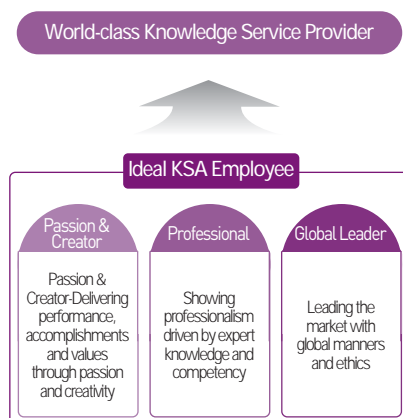 World-class Knowledge Service Provider
Ideal KSA Employee
Passion &
Creator
Passion &
Creator-Delivering
performance,
accomplishments
and values
through passion
and creativity
Professional
Showing
professionalism
driven by expert
knowledge and
competency
Global Leader
Leading the
market with
global manners
and ethics